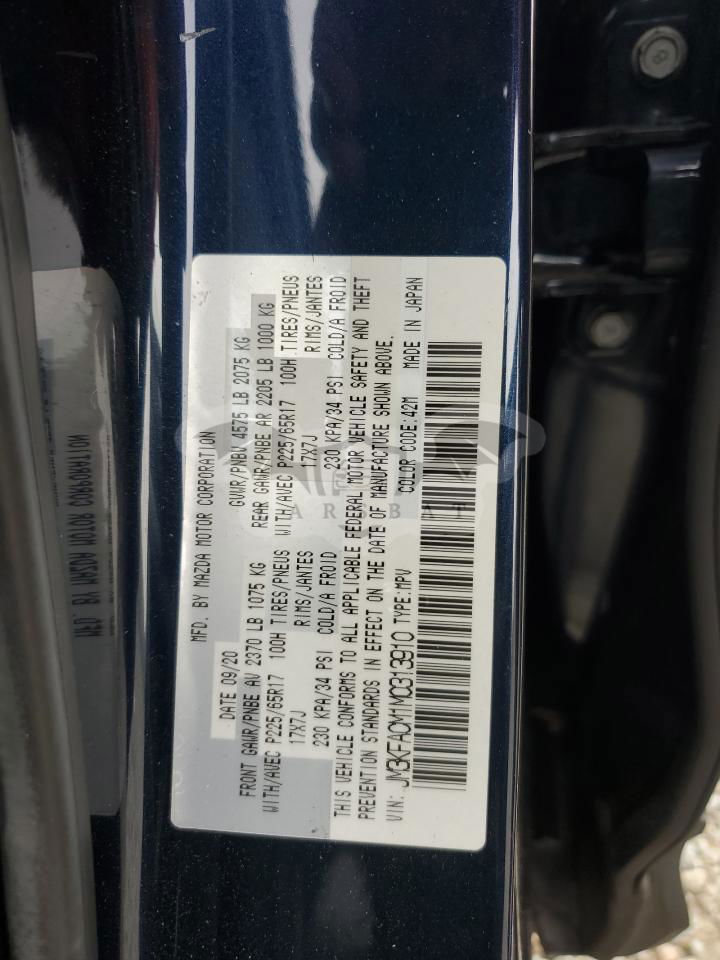 MFD. BY MAZDA MOTOR CORPORATION
DATE 09/20 GVWR/PNBV 4575 LB 2075 KG
FRONT GAWR/PNBE AV 2370 LB 1075 KG REAR GAWR/PNBE AR 2205 LB 1000 KG
WITH/AVEC P225/65R17 100H TIRES/PNEUS WITH/AVEC P225/65R17 100H TIRES/PNEUS
17X7J RIMS/JANTES 17X7J RIMS/JANTES
230 KPA/34 PSI COLD/A FROID 230 KPA/34 PSI COLD/A FROID
THIS VEHICLE CONFORMS TO ALL APPLICABLE FEDERAL MOTOR VEHICLE SAFETY AND THEFT
PREVENTION STANDARDS IN EFFECT ON THE DATE OF MANUFACTURE SHOWN ABOVE.
VIN: JM3KFACM1M0313910 TYPE:MPV COLOR CODE:42M MADE IN JAPAN